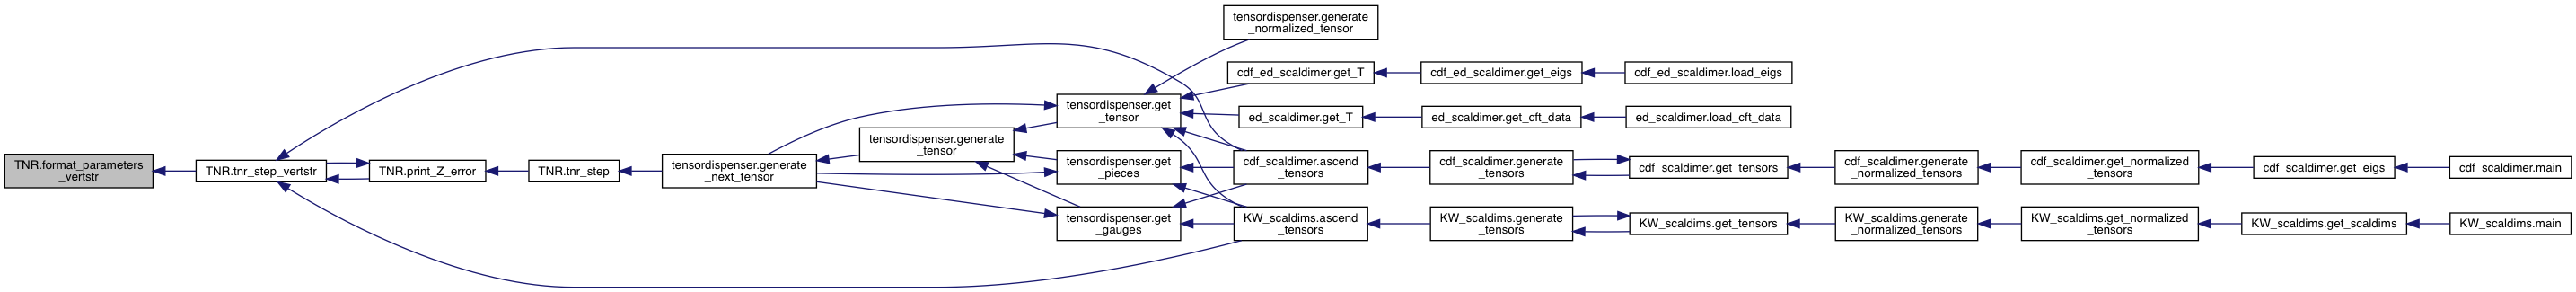 TNR.format_parameters
_vertstr
TNR.tnr_step_vertstr
TNR.print_Z_error
TNR.tnr_step
tensordispenser.generate
_next_tensor
tensordispenser.generate
_tensor
tensordispenser.get
_tensor
tensordispenser.get
_pieces
tensordispenser.get
_gauges
tensordispenser.generate
_normalized_tensor
cdf_ed_scaldimer.get_T
cdf_ed_scaldimer.get_eigs
cdf_ed_scaldimer.load_eigs
ed_scaldimer.get_T
ed_scaldimer.get_cft_data
ed_scaldimer.load_cft_data
cdf_scaldimer.ascend
_tensors
cdf_scaldimer.generate
_tensors
cdf_scaldimer.get_tensors
cdf_scaldimer.generate
_normalized_tensors
cdf_scaldimer.get_normalized
_tensors
cdf_scaldimer.get_eigs
cdf_scaldimer.main
KW_scaldims.ascend
_tensors
KW_scaldims.generate
_tensors
KW_scaldims.get_tensors
KW_scaldims.generate
_normalized_tensors
KW_scaldims.get_normalized
_tensors
KW_scaldims.get_scaldims
KW_scaldims.main